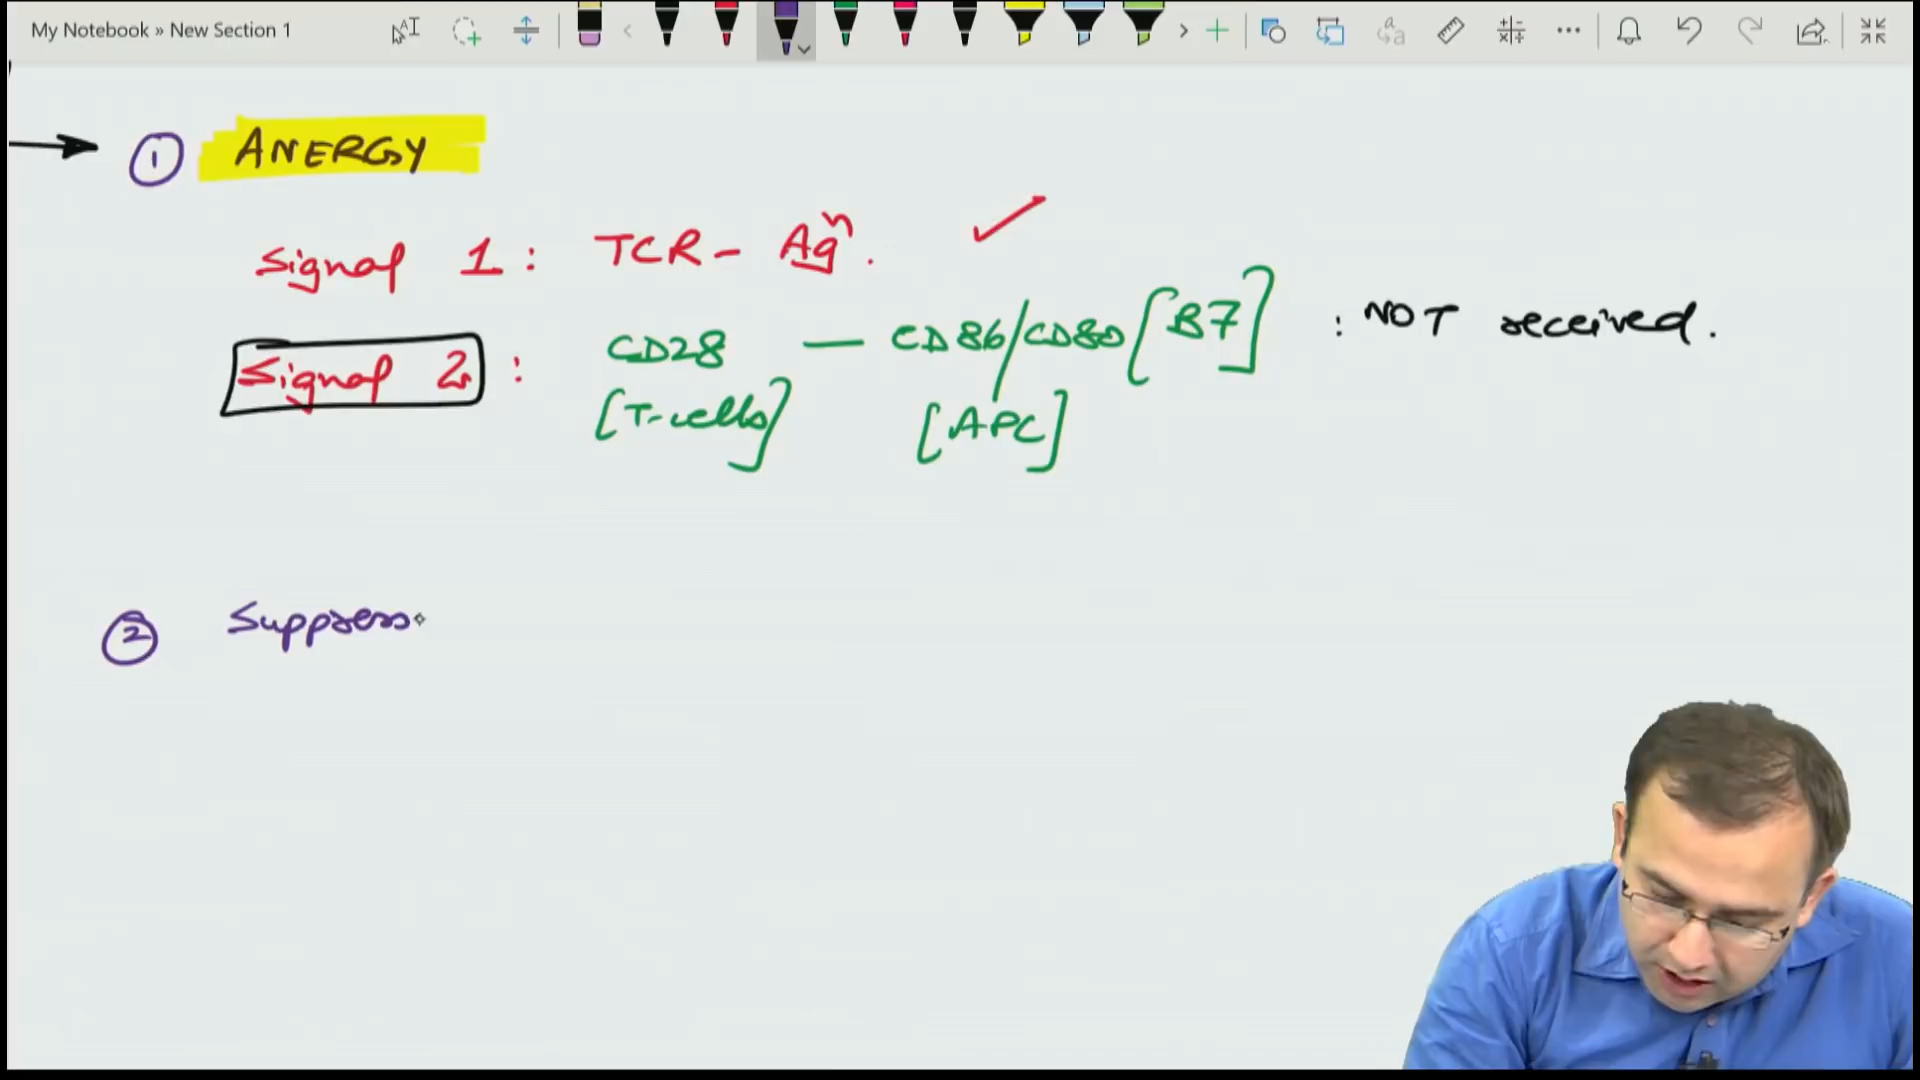 My Notebook » New Section 1
① ANERGY
Signal 1: TCR - Agⁿ.
Signal 2: CD28 — CD86/CD80 [B7] : NOT received.
[T-cells] [APC]
② Suppress